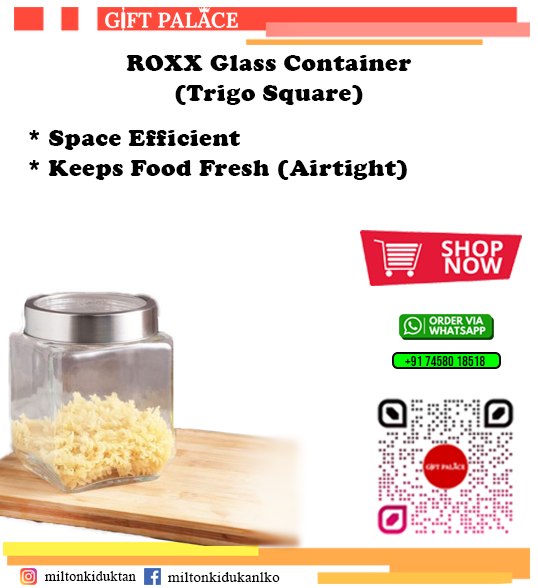 GIFT PALACE
ROXX Glass Container
(Trigo Square)
* Space Efficient
* Keeps Food Fresh (Airtight)
SHOP
NOW
ORDER VIA
WHATSAPP
+91 74580 18518
GIFT PALACE
miltonkiduktan miltonkidukanlko